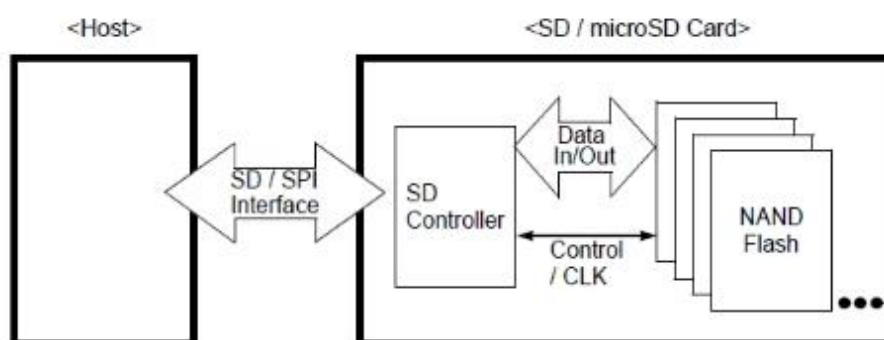 <Host>
<SD / microSD Card>
SD / SPI
Interface
SD
Controller
Data
In/Out
Control
/ CLK
NAND
Flash